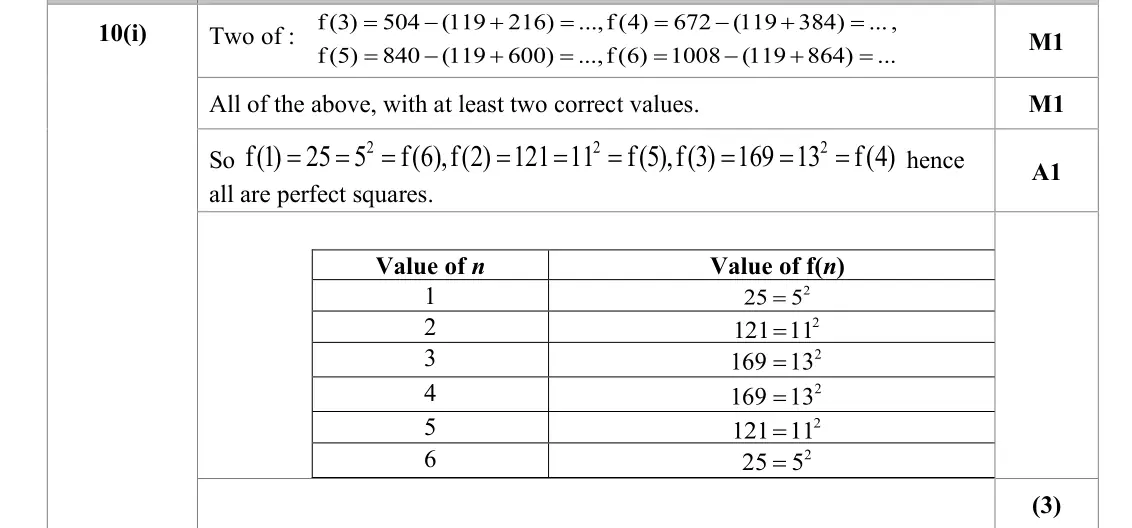 10(i)
Two of : f(3) = 504 − (119 + 216) = ..., f(4) = 672 − (119 + 384) = ... ,
f(5) = 840 − (119 + 600) = ..., f(6) = 1008 − (119 + 864) = ...
M1
All of the above, with at least two correct values. M1
So f(1) = 25 = 5² = f(6), f(2) = 121 = 11² = f(5), f(3) = 169 = 13² = f(4) hence
all are perfect squares.
A1
Value of n Value of f(n)
1 25 = 5²
2 121 = 11²
3 169 = 13²
4 169 = 13²
5 121 = 11²
6 25 = 5²
(3)